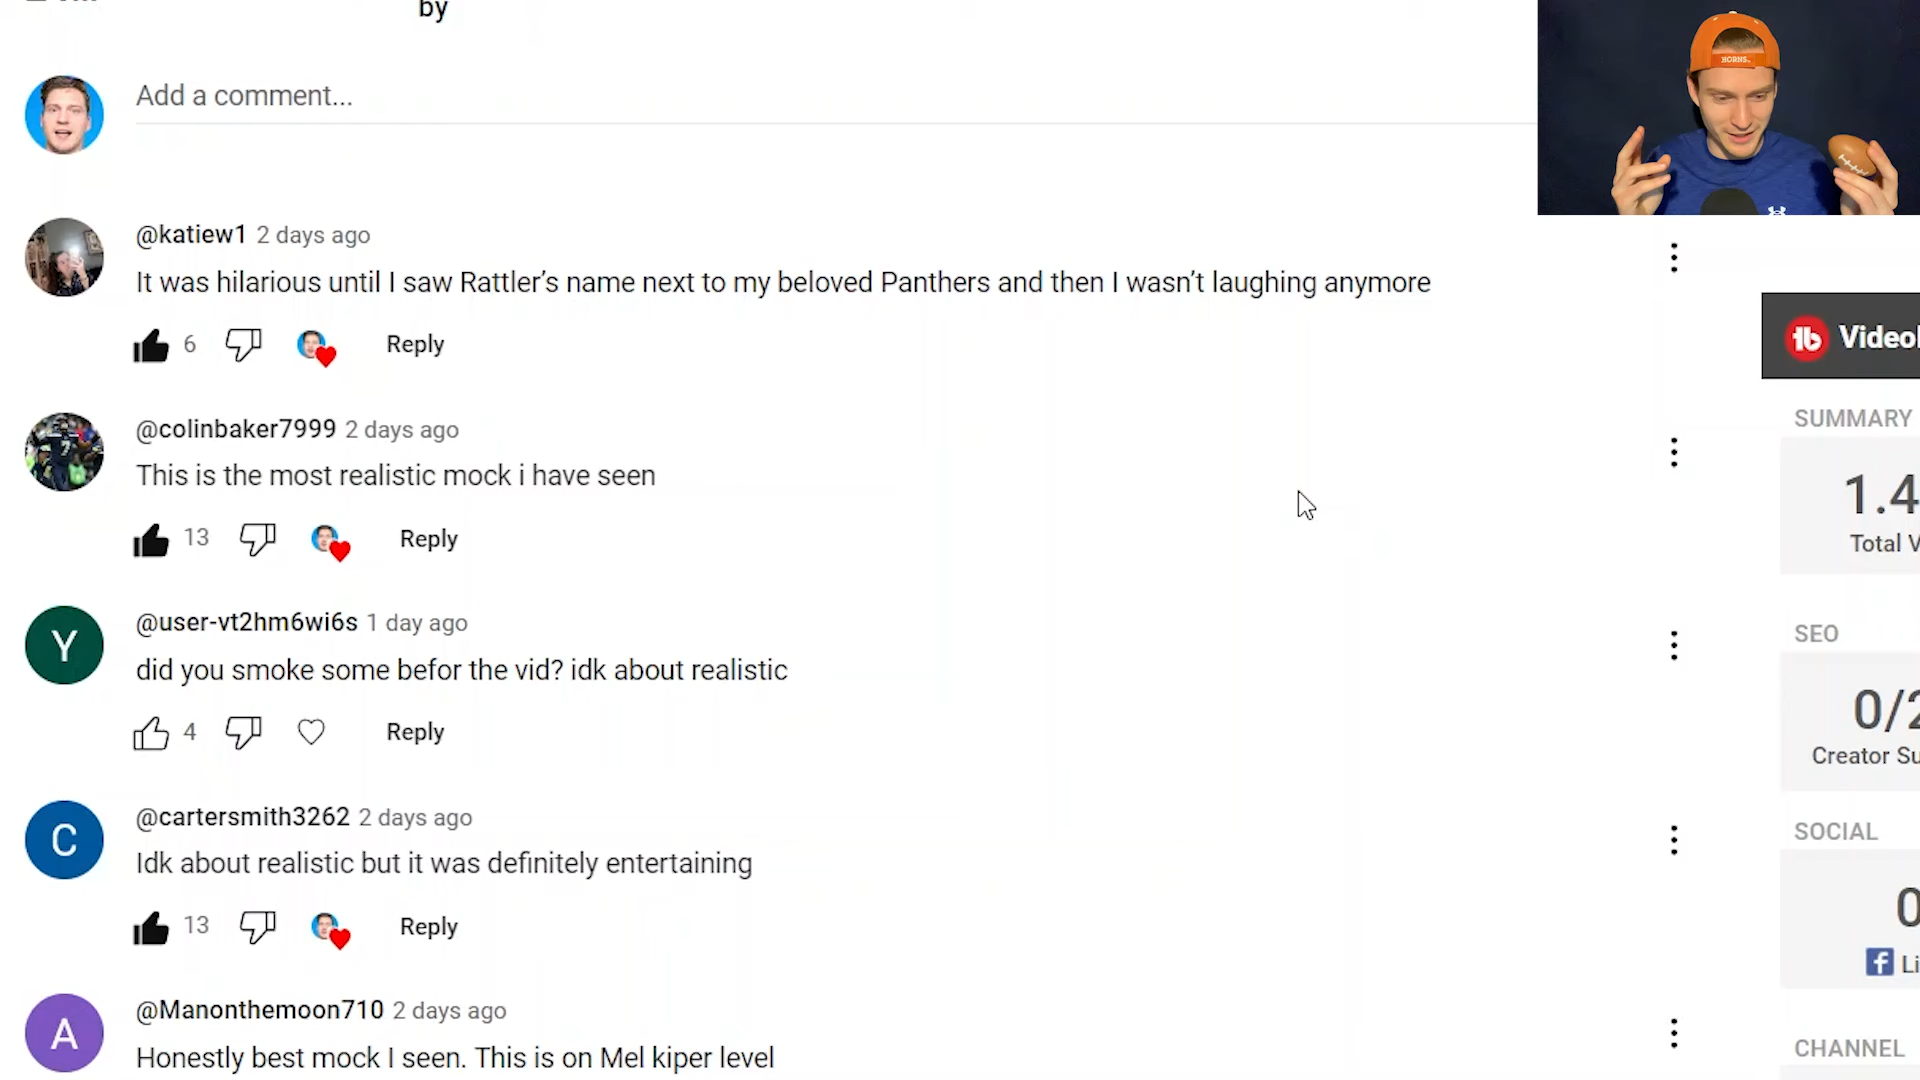 by
Add a comment...
HORNS.
@katiew1 2 days ago
It was hilarious until I saw Rattler’s name next to my beloved Panthers and then I wasn’t laughing anymore
6 Reply
@colinbaker7999 2 days ago
This is the most realistic mock i have seen
13 Reply
Y
@user-vt2hm6wi6s 1 day ago
did you smoke some befor the vid? idk about realistic
4 Reply
C
@cartersmith3262 2 days ago
Idk about realistic but it was definitely entertaining
13 Reply
A
@Manonthemoon710 2 days ago
Honestly best mock I seen. This is on Mel kiper level
tb Video
SUMMARY
1.4
Total V
SEO
0/2
Creator Su
SOCIAL
0
f Li
CHANNEL